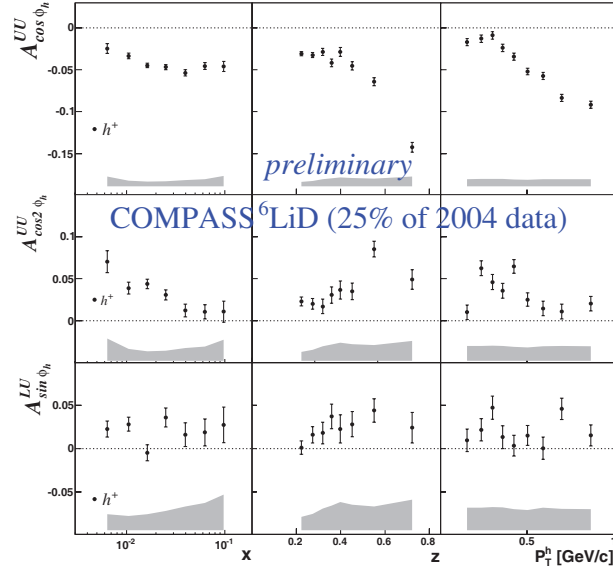 A^{UU}_{cos ϕ_h}
0
-0.05
-0.1
-0.15
h⁺
preliminary
COMPASS ⁶LiD (25% of 2004 data)
A^{UU}_{cos2 ϕ_h}
0.1
0.05
0
h⁺
A^{LU}_{sin ϕ_h}
0.05
0
-0.05
h⁺
10⁻² 10⁻¹ 0.2 0.4 0.6 0.8 0.5
x z P_T^h [GeV/c]